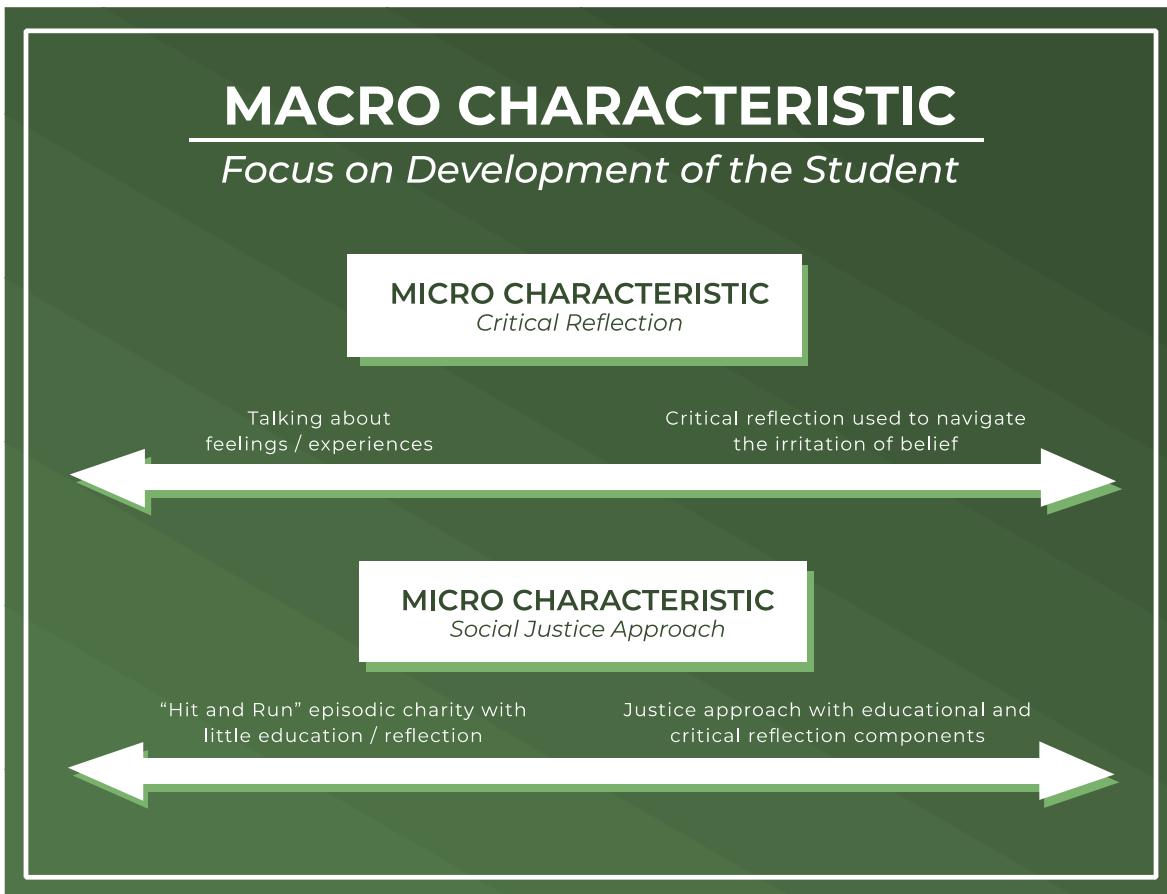 MACRO CHARACTERISTIC
Focus on Development of the Student
MICRO CHARACTERISTIC
Critical Reflection
Talking about
feelings / experiences
Critical reflection used to navigate
the irritation of belief
MICRO CHARACTERISTIC
Social Justice Approach
“Hit and Run” episodic charity with
little education / reflection
Justice approach with educational and
critical reflection components